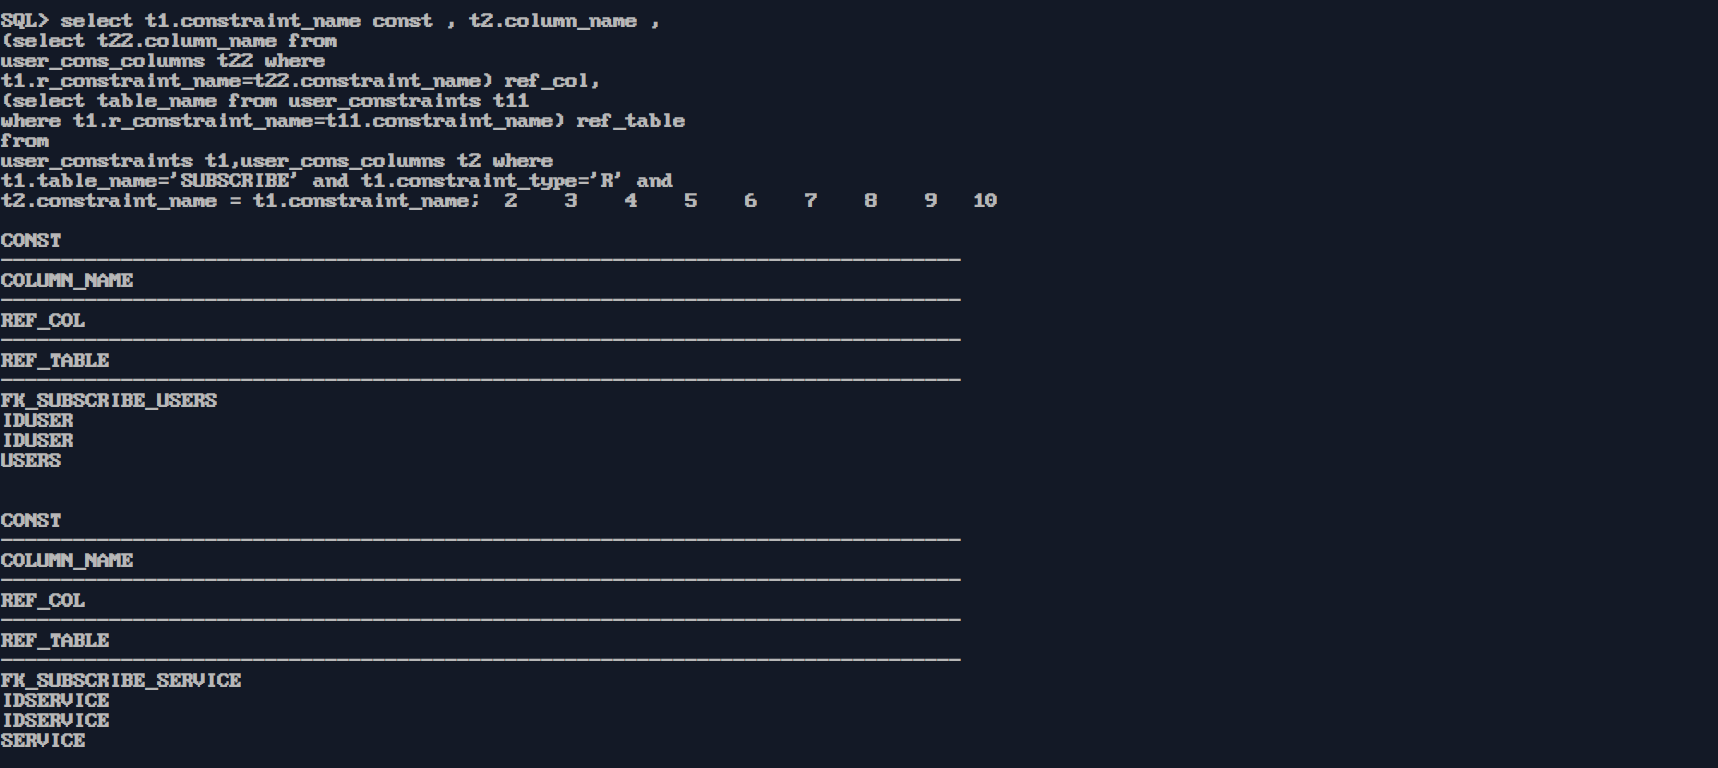 SQL> select t1.constraint_name const , t2.column_name ,
(select t22.column_name from
user_cons_columns t22 where
t1.r_constraint_name=t22.constraint_name) ref_col,
(select table_name from user_constraints t11
where t1.r_constraint_name=t11.constraint_name) ref_table
from
user_constraints t1,user_cons_columns t2 where
t1.table_name='SUBSCRIBE' and t1.constraint_type='R' and
t2.constraint_name = t1.constraint_name;  2    3    4    5    6    7    8    9   10
CONST
--------------------------------------------------------------------------------
COLUMN_NAME
--------------------------------------------------------------------------------
REF_COL
--------------------------------------------------------------------------------
REF_TABLE
--------------------------------------------------------------------------------
FK_SUBSCRIBE_USERS
IDUSER
IDUSER
USERS
CONST
--------------------------------------------------------------------------------
COLUMN_NAME
--------------------------------------------------------------------------------
REF_COL
--------------------------------------------------------------------------------
REF_TABLE
--------------------------------------------------------------------------------
FK_SUBSCRIBE_SERVICE
IDSERVICE
IDSERVICE
SERVICE